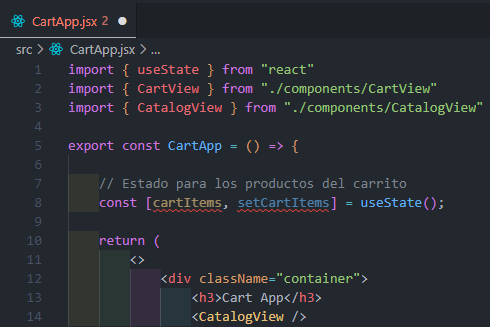 CartApp.jsx 2
src > CartApp.jsx > ...
1 import { useState } from "react"
2 import { CartView } from "./components/CartView"
3 import { CatalogView } from "./components/CatalogView"
4
5 export const CartApp = () => {
6
7 // Estado para los productos del carrito
8 const [cartItems, setCartItems] = useState();
9
10 return (
11 <>
12 <div className="container">
13 <h3>Cart App</h3>
14 <CatalogView />